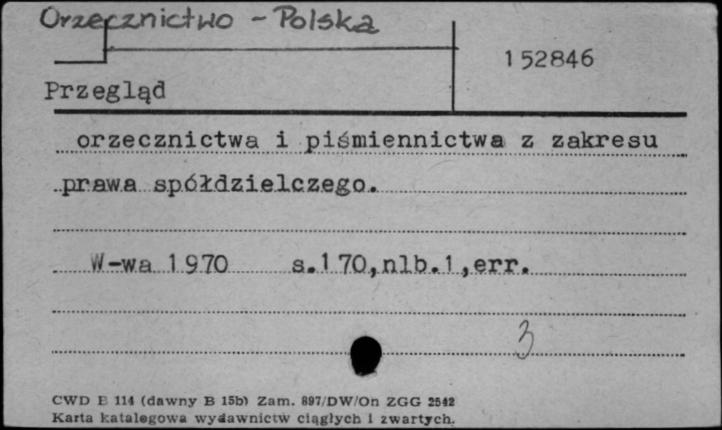 Orzecznictwo - Polska
152846
Przegląd
orzecznictwa i piśmiennictwa z zakresu
prawa spółdzielczego.
W-wa 1970 s.170,nlb.1,err.
3
CWD B 114 (dawny B 15b) Zam. 897/DW/On ZGG 2542
Karta katalogowa wydawnictw ciągłych i zwartych.